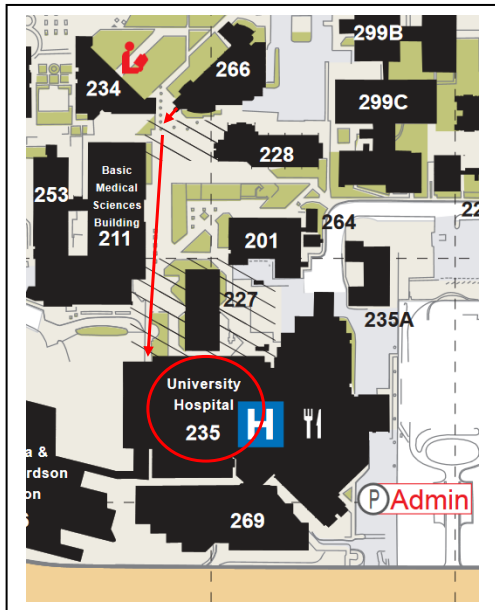 299B
266
234
299C
228
Basic
Medical
Sciences
Building
211
253
22
264
201
227
235A
University
Hospital
235
H
a &
rdson
on
P Admin
269